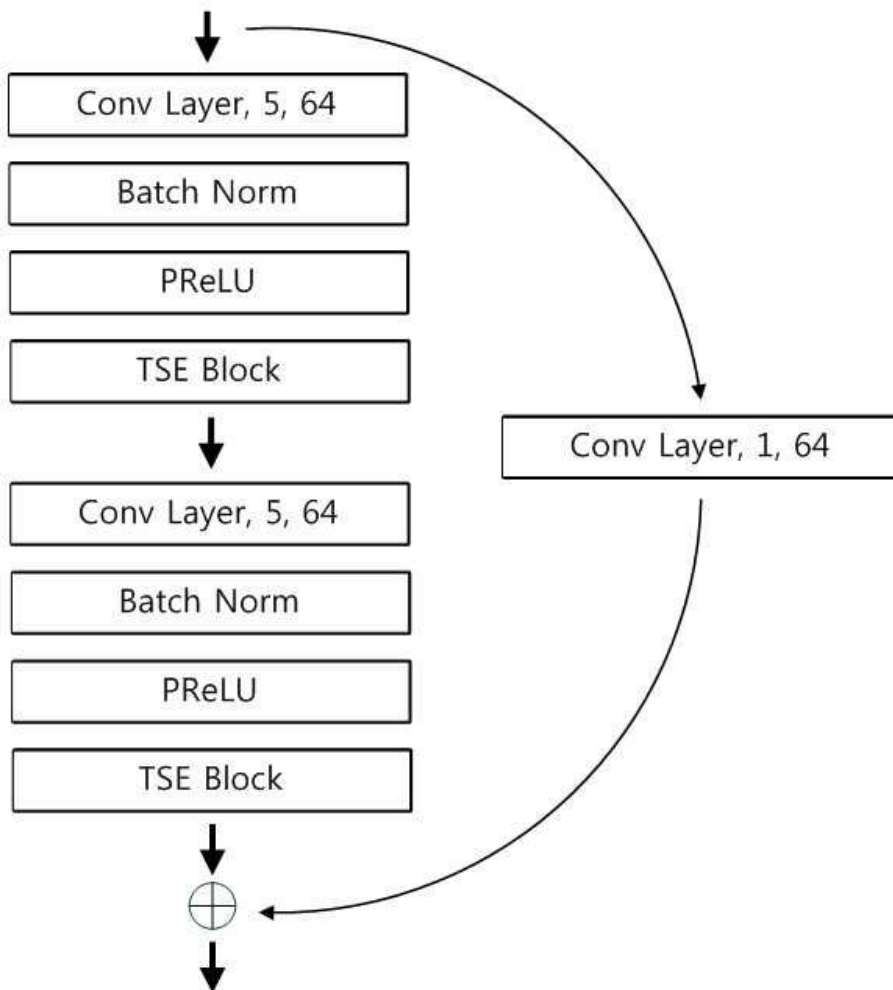 Conv Layer, 5, 64
Batch Norm
PReLU
TSE Block
Conv Layer, 5, 64
Batch Norm
PReLU
TSE Block
Conv Layer, 1, 64